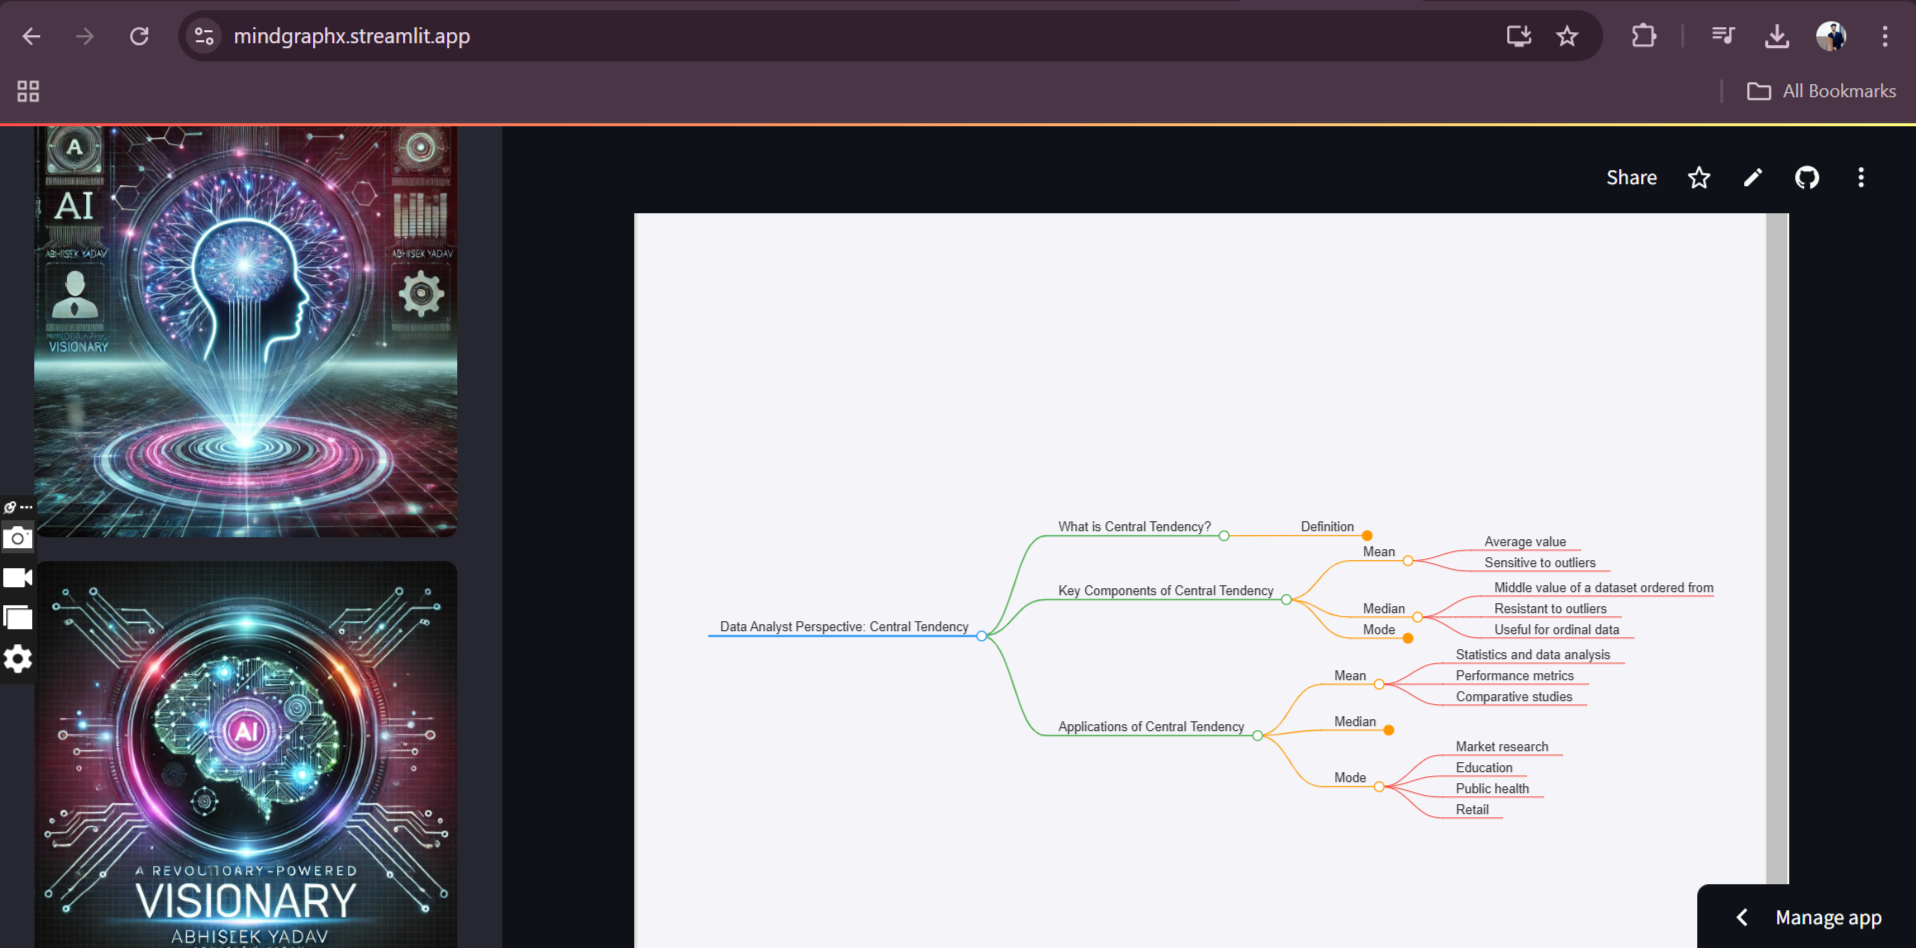 mindgraphx.streamlit.app
All Bookmarks
A
AI
ABHISEK YADAV
ABHISEK YADAV
VISIONARY
AI
A REVOUTIOARY-POWERED
VISIONARY
ABHISEEK YADAV
Share
Data Analyst Perspective: Central Tendency
What is Central Tendency?
Definition
Key Components of Central Tendency
Mean
Average value
Sensitive to outliers
Median
Middle value of a dataset ordered from
Resistant to outliers
Useful for ordinal data
Mode
Applications of Central Tendency
Mean
Statistics and data analysis
Performance metrics
Comparative studies
Median
Mode
Market research
Education
Public health
Retail
Manage app